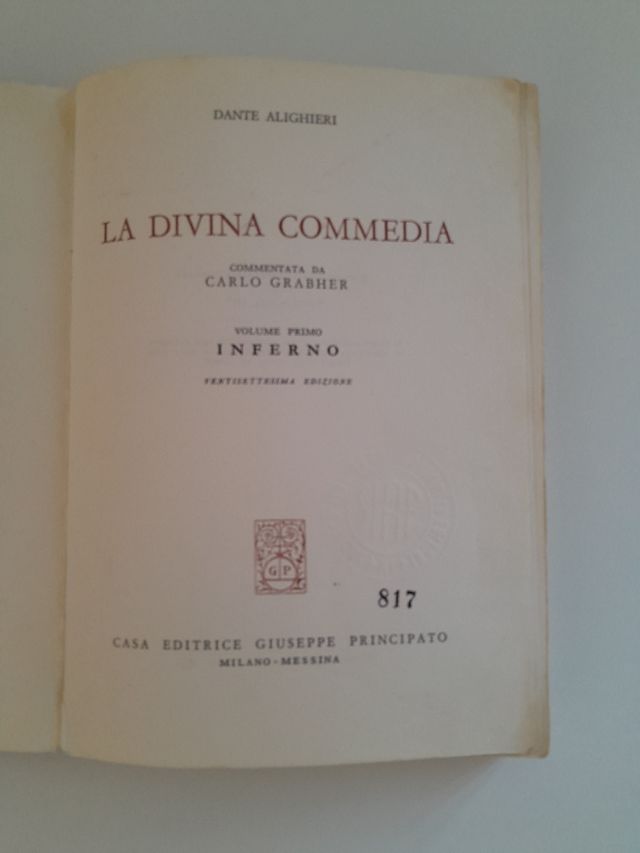 DANTE ALIGHIERI
LA DIVINA COMMEDIA
COMMENTATA DA
CARLO GRABHER
VOLUME PRIMO
INFERNO
VENTISETTESIMA EDIZIONE
G P
817
CASA EDITRICE GIUSEPPE PRINCIPATO
MILANO-MESSINA